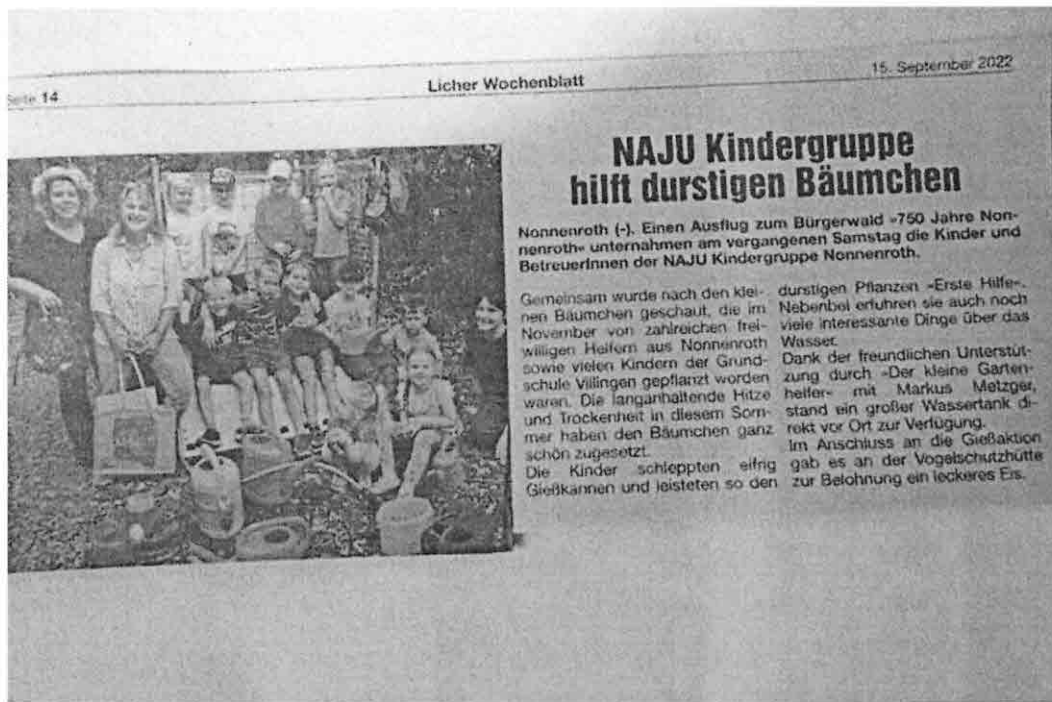 Seite 14
Licher Wochenblatt
15. September 2022
NAJU Kindergruppe
hilft durstigen Bäumchen
Nonnenroth (-). Einen Ausflug zum Bürgerwald »750 Jahre Non-
nenroth« unternahmen am vergangenen Samstag die Kinder und
BetreuerInnen der NAJU Kindergruppe Nonnenroth.
Gemeinsam wurde nach den klei-
nen Bäumchen geschaut, die im
November von zahlreichen frei-
willigen Helfern aus Nonnenroth
sowie vielen Kindern der Grund-
schule Villingen gepflanzt worden
waren. Die langanhaltende Hitze
und Trockenheit in diesem Som-
mer haben den Bäumchen ganz
schön zugesetzt.
Die Kinder schleppten eifrig
Gießkannen und leisteten so den
durstigen Pflanzen »Erste Hilfe«.
Nebenbei erfuhren sie auch noch
viele interessante Dinge über das
Wasser.
Dank der freundlichen Unterstüt-
zung durch »Der kleine Garten-
helfer« mit Markus Metzger,
stand ein großer Wassertank di-
rekt vor Ort zur Verfügung.
Im Anschluss an die Gießaktion
gab es an der Vogelschutzhütte
zur Belohnung ein leckeres Eis.